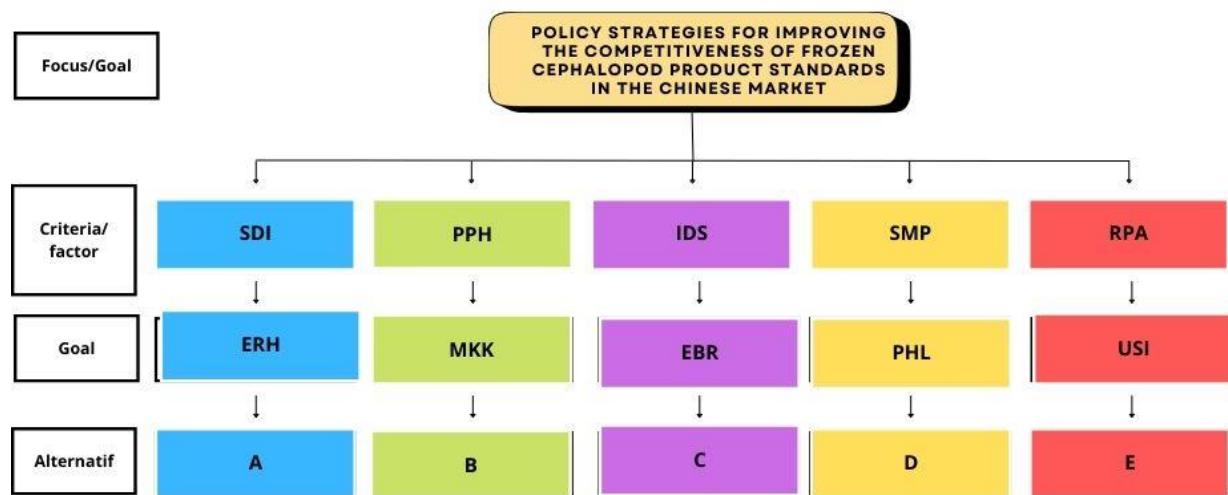 POLICY STRATEGIES FOR IMPROVING
THE COMPETITIVENESS OF FROZEN
CEPHALOPOD PRODUCT STANDARDS
IN THE CHINESE MARKET
Focus/Goal
Criteria/
factor
SDI
PPH
IDS
SMP
RPA
Goal
ERH
MKK
EBR
PHL
USI
Alternatif
A
B
C
D
E